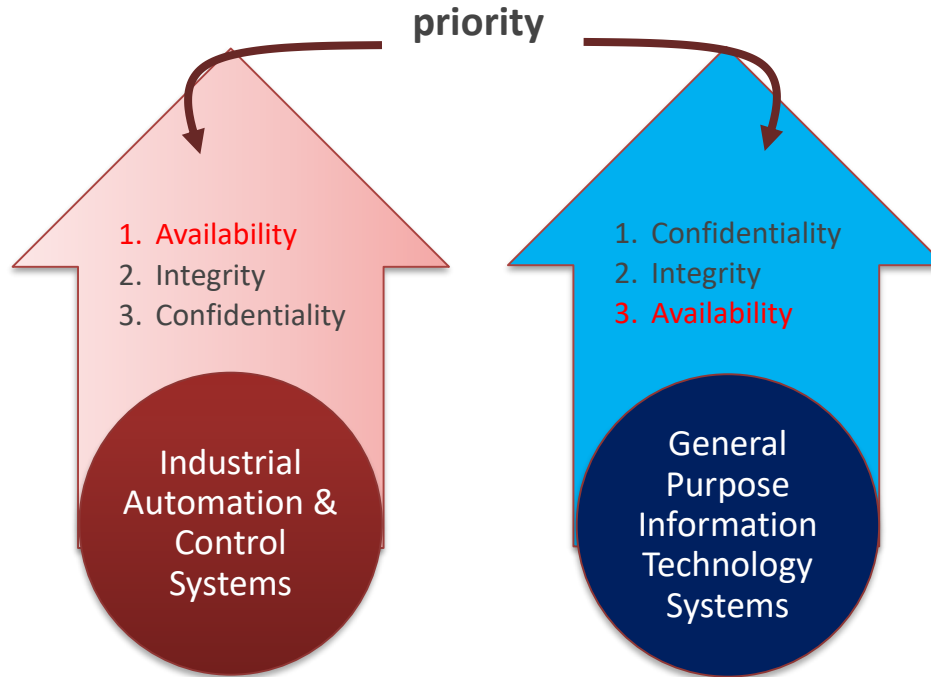 priority
1. Availability
2. Integrity
3. Confidentiality
Industrial
Automation &
Control
Systems
1. Confidentiality
2. Integrity
3. Availability
General
Purpose
Information
Technology
Systems